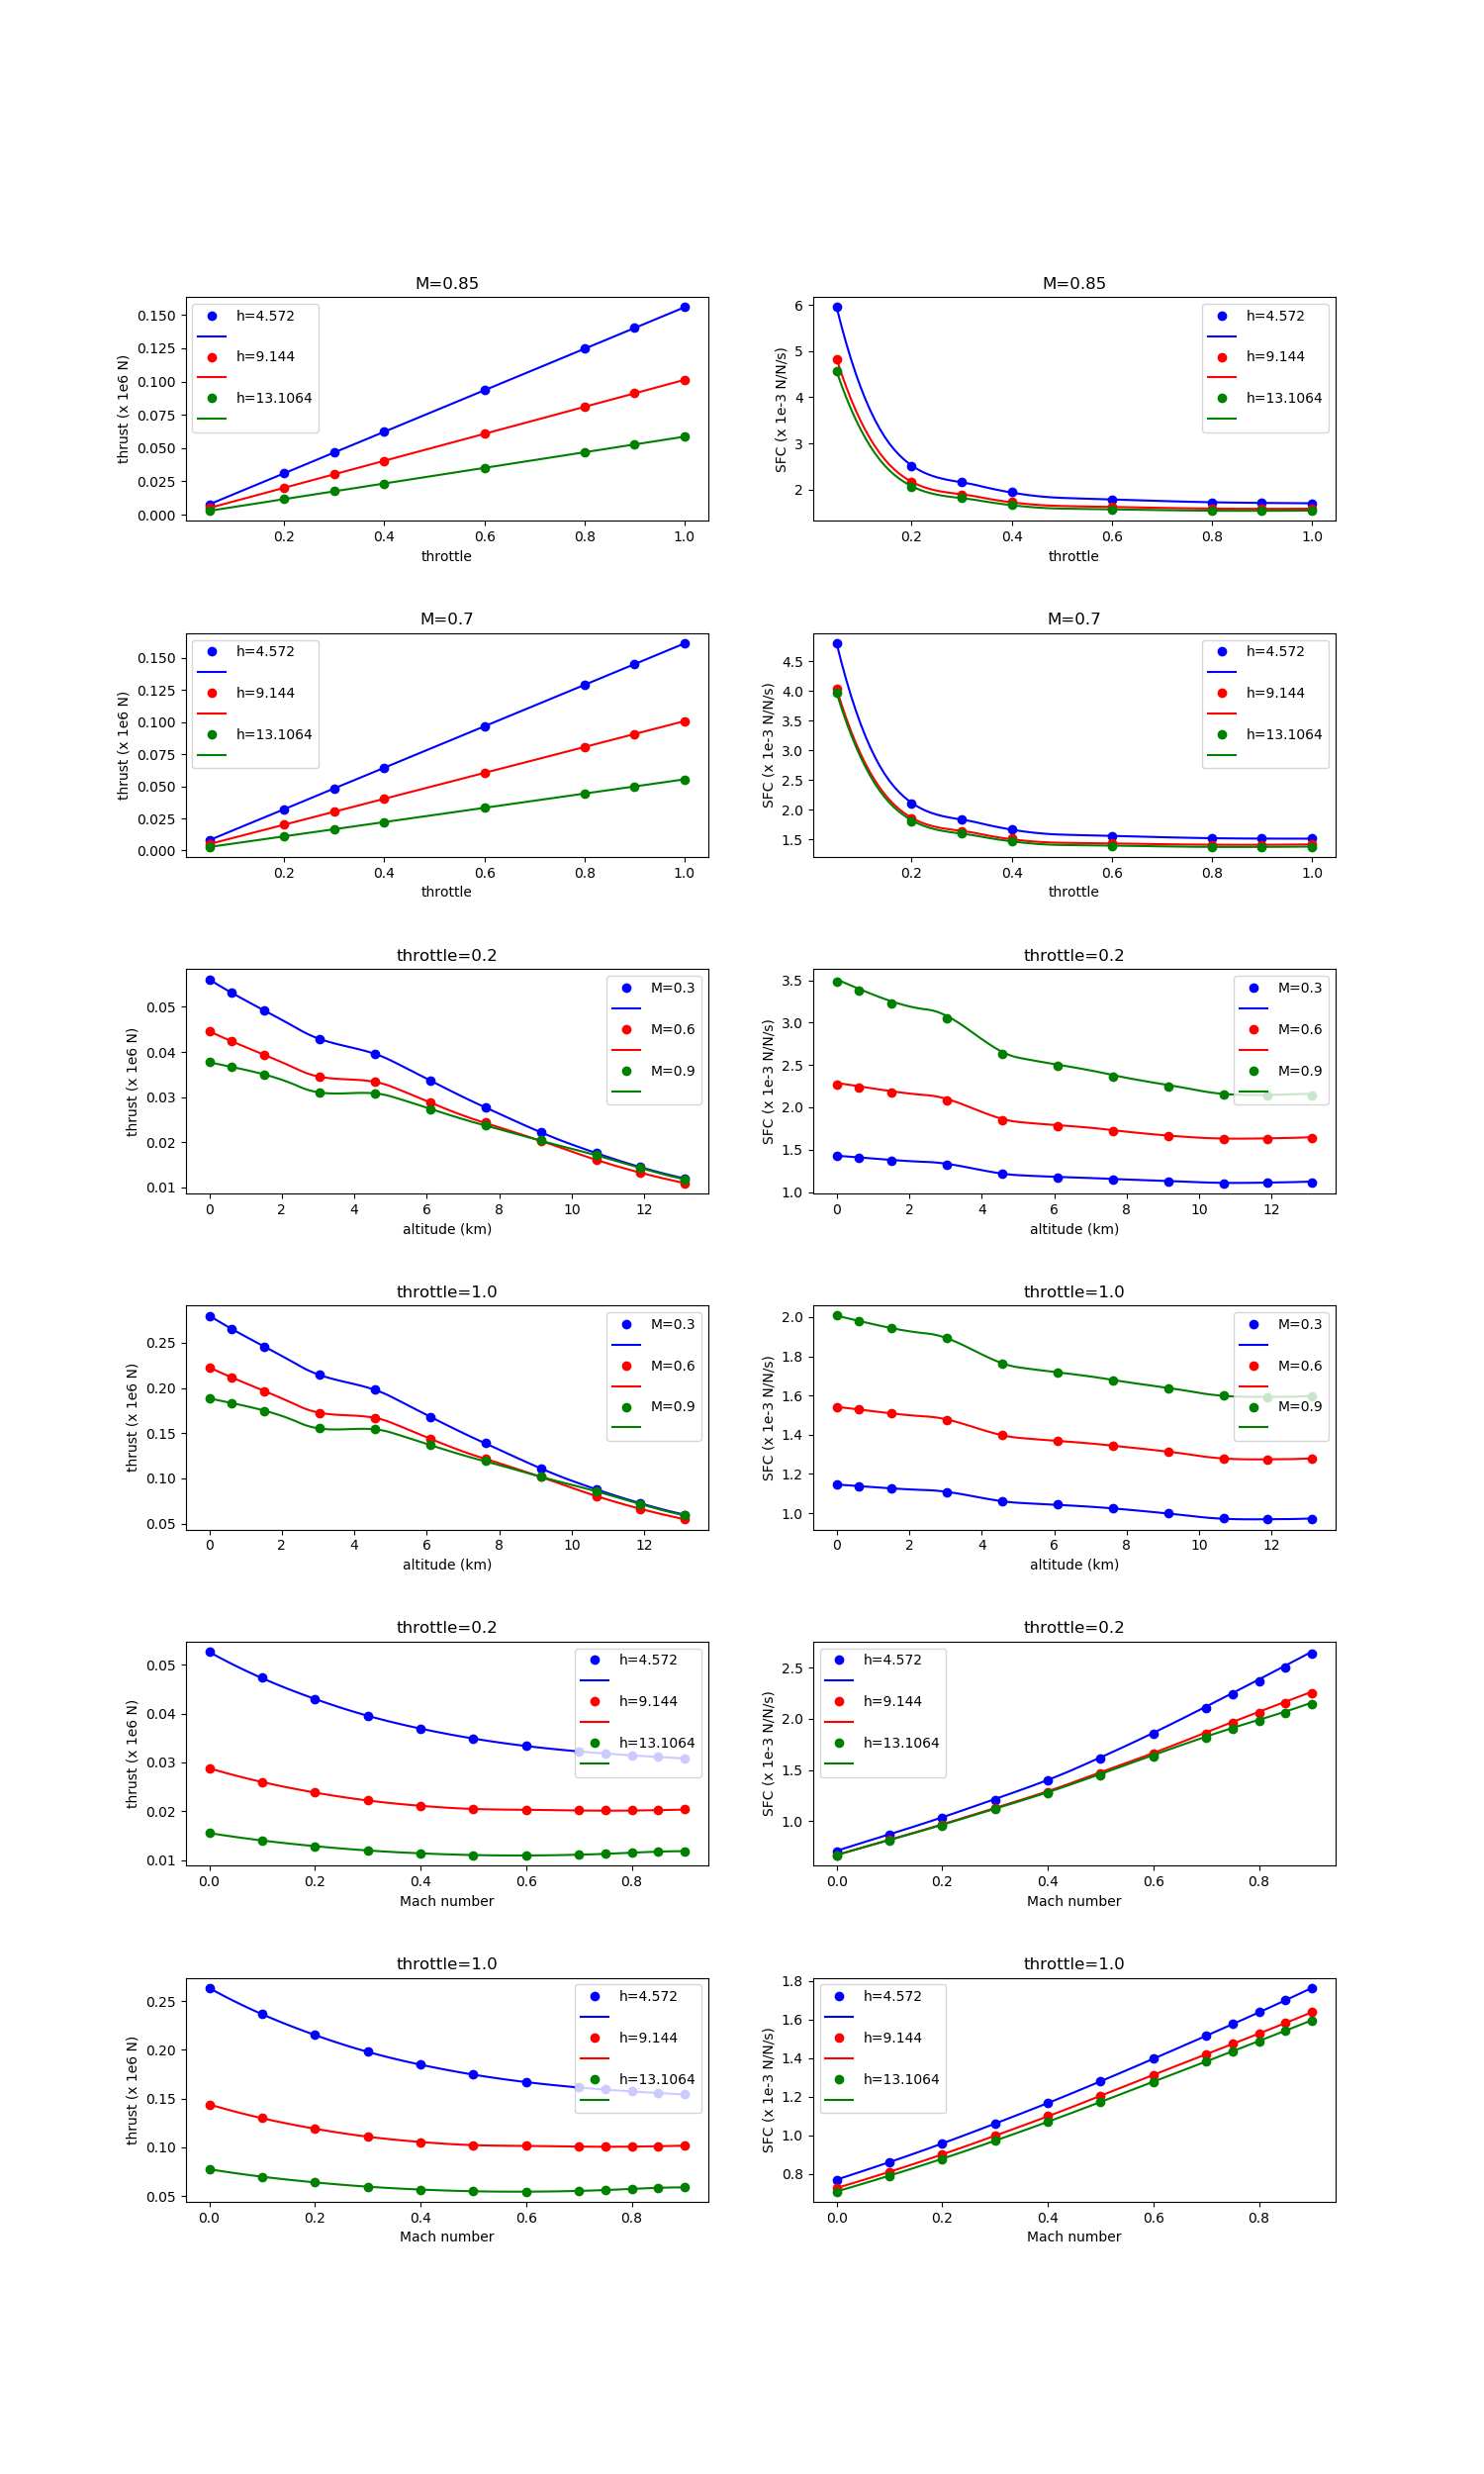 M=0.85
thrust (x 1e6 N)
0.150
0.125
0.100
0.075
0.050
0.025
0.000
h=4.572
h=9.144
h=13.1064
0.2 0.4 0.6 0.8 1.0
throttle
M=0.85
SFC (x 1e-3 N/N/s)
6
5
4
3
2
h=4.572
h=9.144
h=13.1064
0.2 0.4 0.6 0.8 1.0
throttle
M=0.7
thrust (x 1e6 N)
0.150
0.125
0.100
0.075
0.050
0.025
0.000
h=4.572
h=9.144
h=13.1064
0.2 0.4 0.6 0.8 1.0
throttle
M=0.7
SFC (x 1e-3 N/N/s)
4.5
4.0
3.5
3.0
2.5
2.0
1.5
h=4.572
h=9.144
h=13.1064
0.2 0.4 0.6 0.8 1.0
throttle
throttle=0.2
thrust (x 1e6 N)
0.05
0.04
0.03
0.02
0.01
M=0.3
M=0.6
M=0.9
0 2 4 6 8 10 12
altitude (km)
throttle=0.2
SFC (x 1e-3 N/N/s)
3.5
3.0
2.5
2.0
1.5
1.0
M=0.3
M=0.6
M=0.9
0 2 4 6 8 10 12
altitude (km)
throttle=1.0
thrust (x 1e6 N)
0.25
0.20
0.15
0.10
0.05
M=0.3
M=0.6
M=0.9
0 2 4 6 8 10 12
altitude (km)
throttle=1.0
SFC (x 1e-3 N/N/s)
2.0
1.8
1.6
1.4
1.2
1.0
M=0.3
M=0.6
M=0.9
0 2 4 6 8 10 12
altitude (km)
throttle=0.2
thrust (x 1e6 N)
0.05
0.04
0.03
0.02
0.01
h=4.572
h=9.144
h=13.1064
0.0 0.2 0.4 0.6 0.8
Mach number
throttle=0.2
SFC (x 1e-3 N/N/s)
2.5
2.0
1.5
1.0
h=4.572
h=9.144
h=13.1064
0.0 0.2 0.4 0.6 0.8
Mach number
throttle=1.0
thrust (x 1e6 N)
0.25
0.20
0.15
0.10
0.05
h=4.572
h=9.144
h=13.1064
0.0 0.2 0.4 0.6 0.8
Mach number
throttle=1.0
SFC (x 1e-3 N/N/s)
1.8
1.6
1.4
1.2
1.0
0.8
h=4.572
h=9.144
h=13.1064
0.0 0.2 0.4 0.6 0.8
Mach number